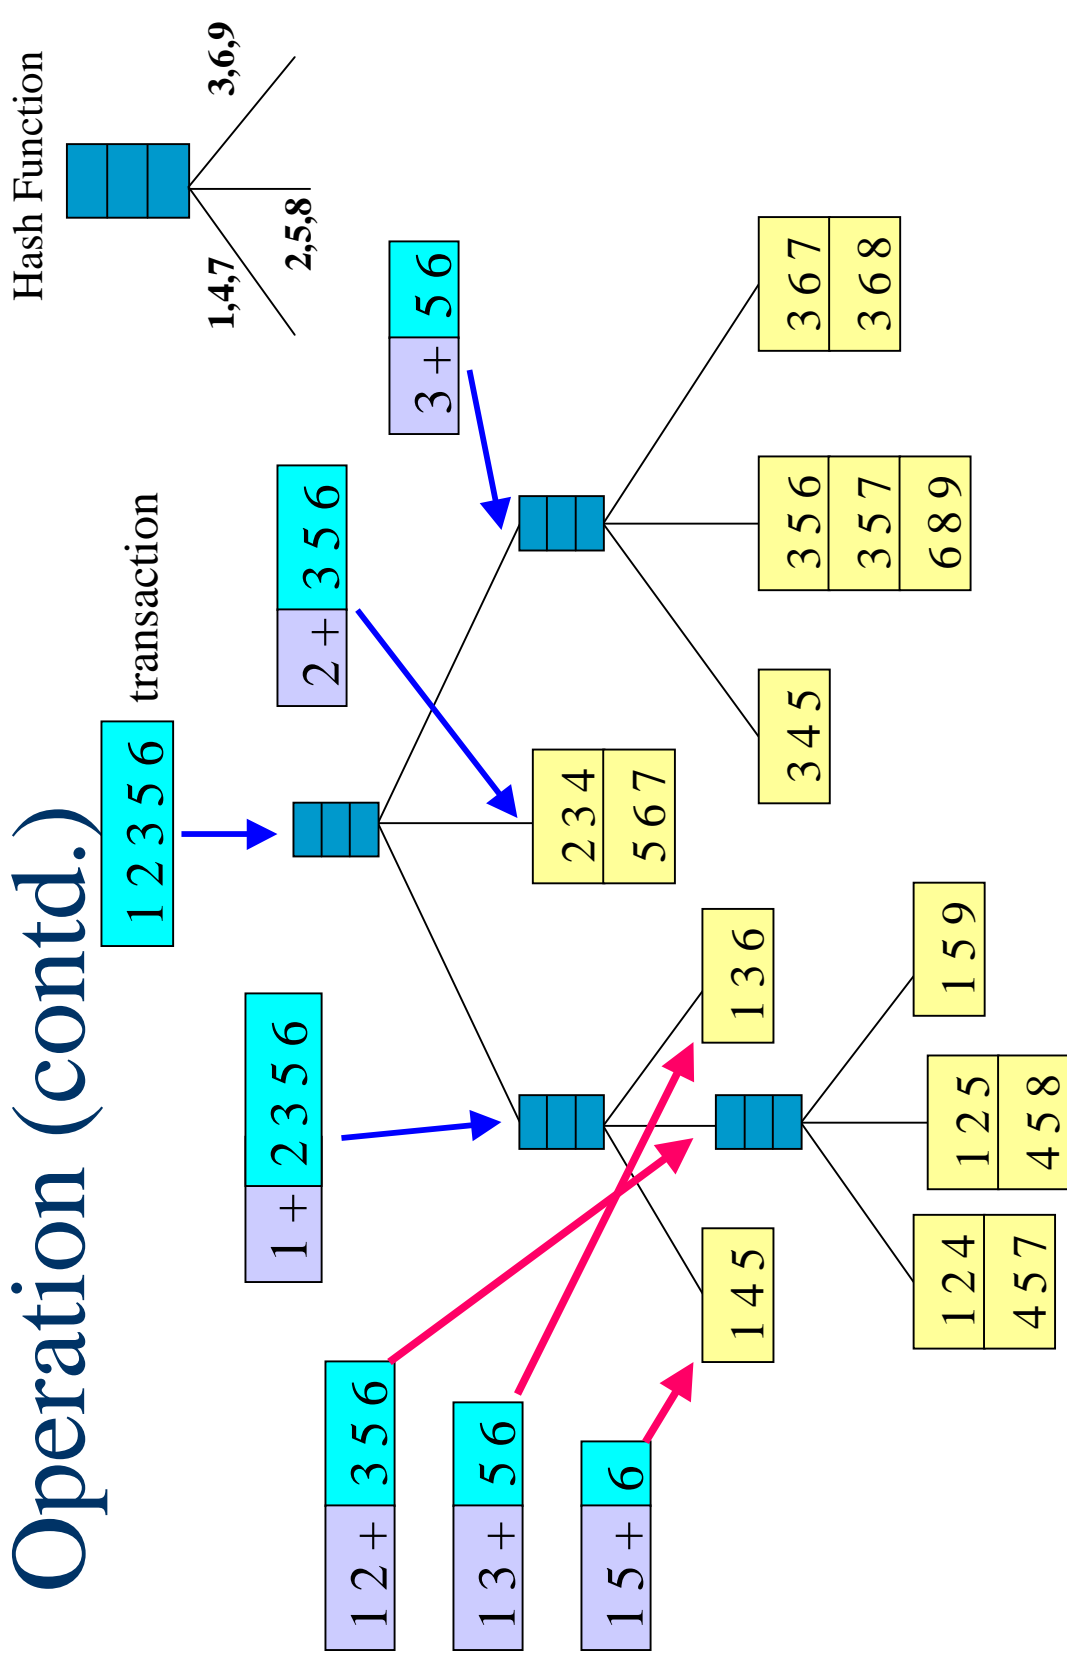 Operation (contd.)
Hash Function
1,4,7
2,5,8
3,6,9
1 2 3 5 6
transaction
1 +
2 3 5 6
2 +
3 5 6
3 +
5 6
1 2 +
3 5 6
1 3 +
5 6
1 5 +
6
2 3 4
5 6 7
1 4 5
1 3 6
3 4 5
3 5 6
3 5 7
6 8 9
3 6 7
3 6 8
1 2 4
4 5 7
1 2 5
4 5 8
1 5 9